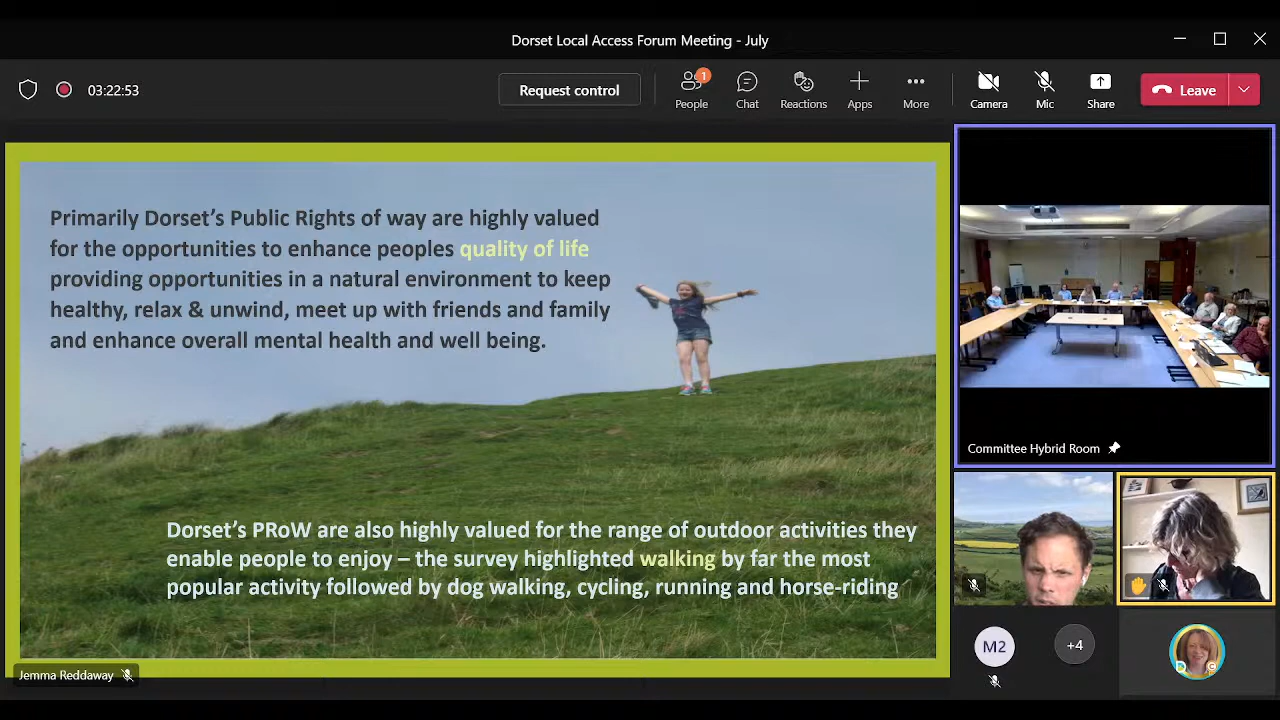 Dorset Local Access Forum Meeting - July
03:22:53
Request control
1
People
Chat
Reactions
Apps
More
Camera
Mic
Share
Leave
Primarily Dorset's Public Rights of way are highly valued
for the opportunities to enhance peoples quality of life
providing opportunities in a natural environment to keep
healthy, relax & unwind, meet up with friends and family
and enhance overall mental health and well being.
Dorset's PRoW are also highly valued for the range of outdoor activities they
enable people to enjoy – the survey highlighted walking by far the most
popular activity followed by dog walking, cycling, running and horse-riding
Jemma Reddaway
Committee Hybrid Room
M2
+4